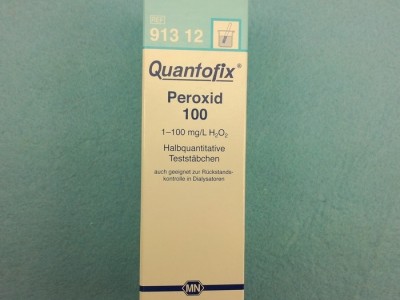 REF
913 12
Quantofix®
Peroxid
100
1–100 mg/L H₂O₂
Halbquantitative
Teststäbchen
auch geeignet zur Rückstands-
kontrolle in Dialysatoren
MN